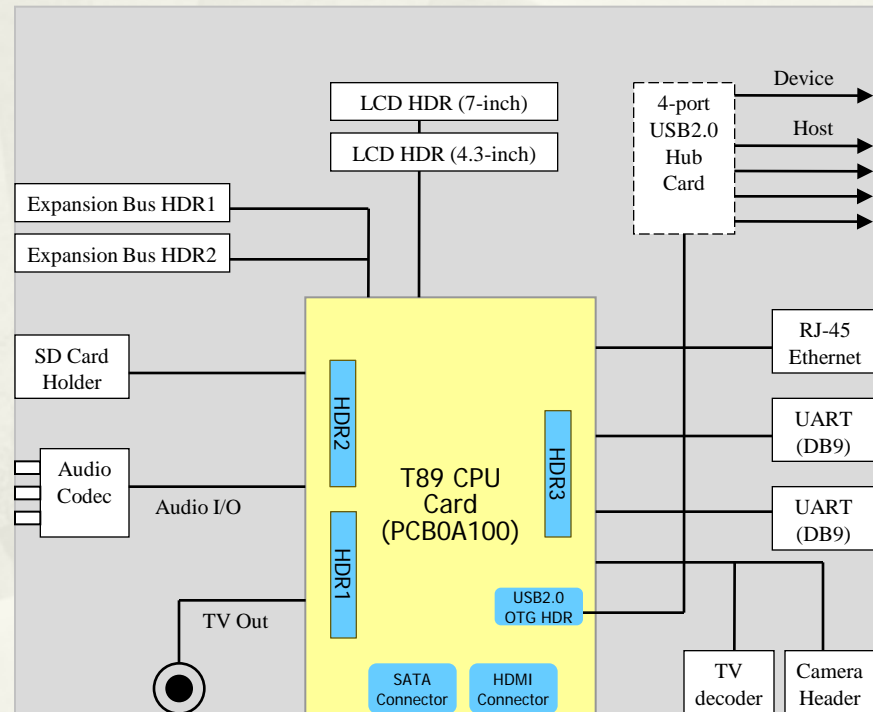 Device
LCD HDR (7-inch)
4-port
USB2.0
Hub
Card
Host
LCD HDR (4.3-inch)
Expansion Bus HDR1
Expansion Bus HDR2
RJ-45
Ethernet
SD Card
Holder
HDR2
HDR3
UART
(DB9)
Audio
Codec
Audio I/O
T89 CPU
Card
(PCB0A100)
UART
(DB9)
HDR1
USB2.0
OTG HDR
TV Out
SATA
Connector
HDMI
Connector
TV
decoder
Camera
Header